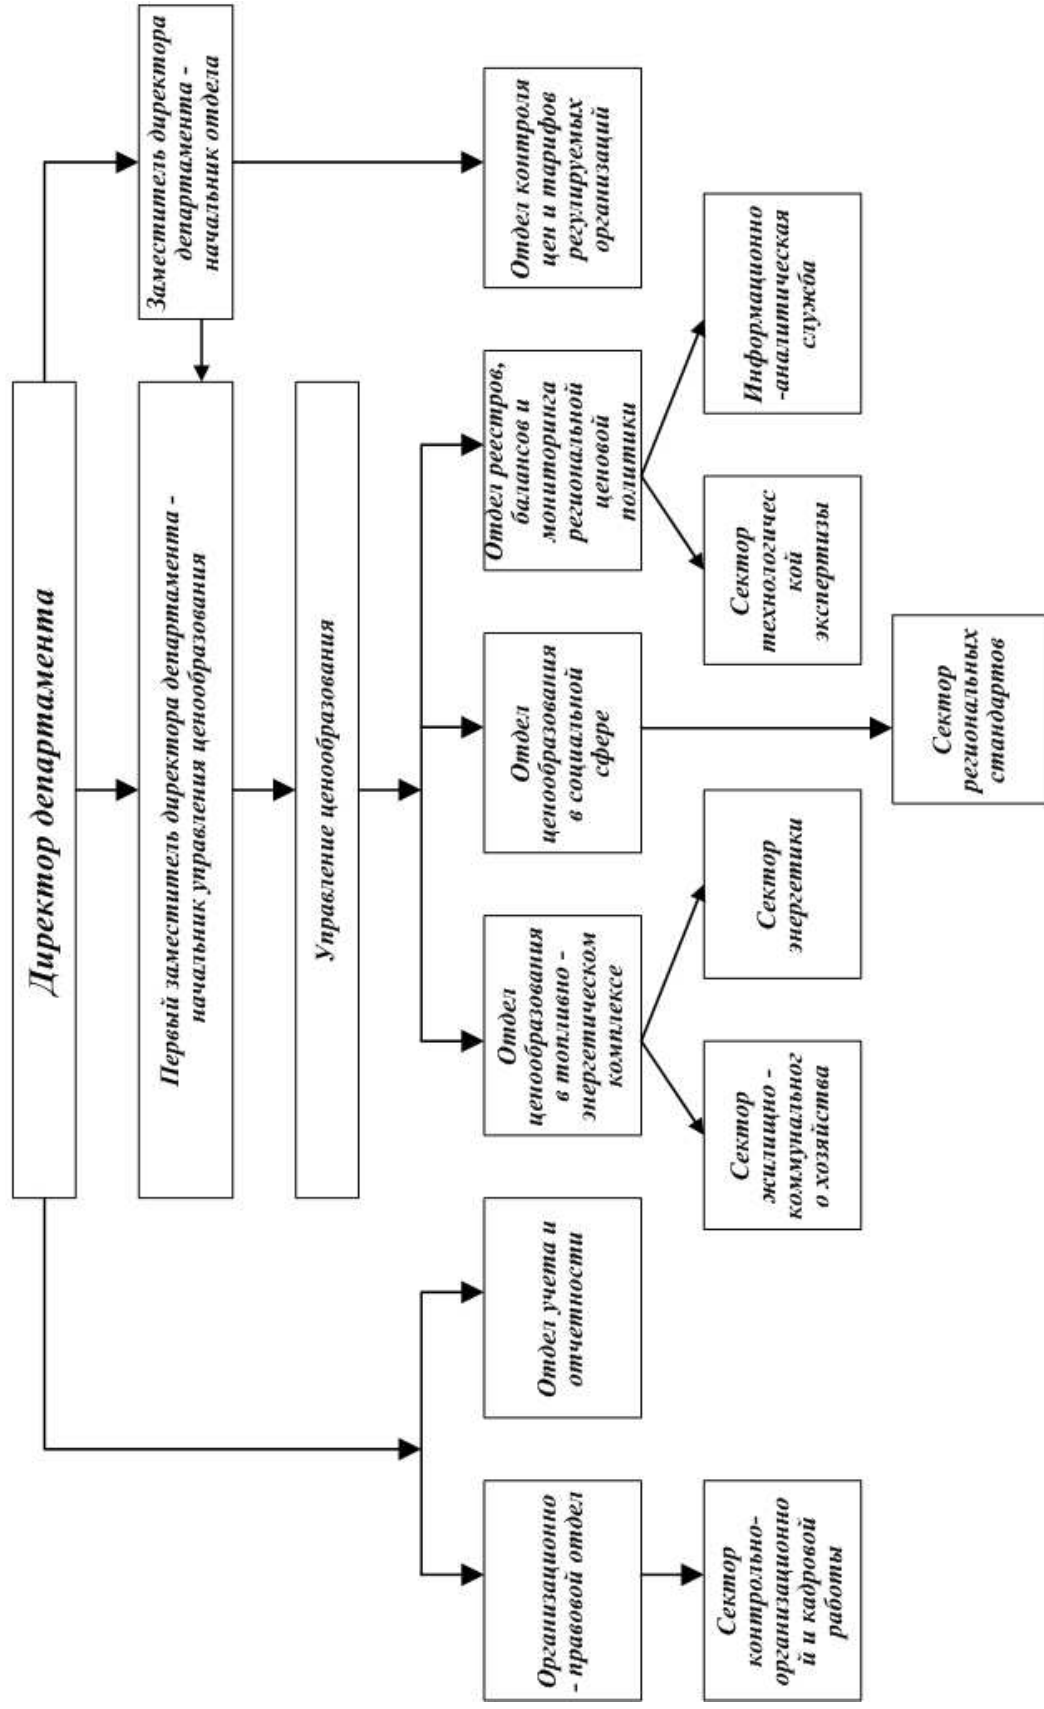 Директор департамента
Первый заместитель директора департамента -
начальник управления ценообразования
Заместитель директора
департамента -
начальник отдела
Управление ценообразования
Организационно
- правовой отдел
Отдел учета и
отчетности
Отдел
ценообразования
в топливно -
энергетическом
комплексе
Отдел
ценообразования
в социальной
сфере
Отдел реестров,
балансов и
мониторинга
региональной
ценовой
политики
Отдел контроля
цен и тарифов
регулируемых
организаций
Сектор
контрольно-
организационно
й и кадровой
работы
Сектор
жилищно -
коммунальног
о хозяйства
Сектор
энергетики
Сектор
технологичес
кой
экспертизы
Информационно
-аналитическая
служба
Сектор
региональных
стандартов